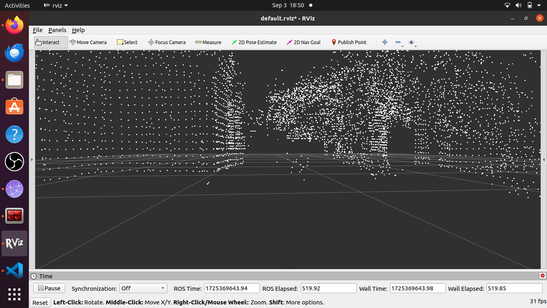 Activities rviz Sep 3 18:50
default.rviz* - RViz
File Panels Help
Interact Move Camera Select Focus Camera Measure 2D Pose Estimate 2D Nav Goal Publish Point
Time
Pause Synchronization: Off ROS Time: 1725369643.94 ROS Elapsed: 519.92 Wall Time: 1725369643.98 Wall Elapsed: 519.85
Reset Left-Click: Rotate. Middle-Click: Move X/Y. Right-Click/Mouse Wheel: Zoom. Shift: More options. 31 fps
RViz